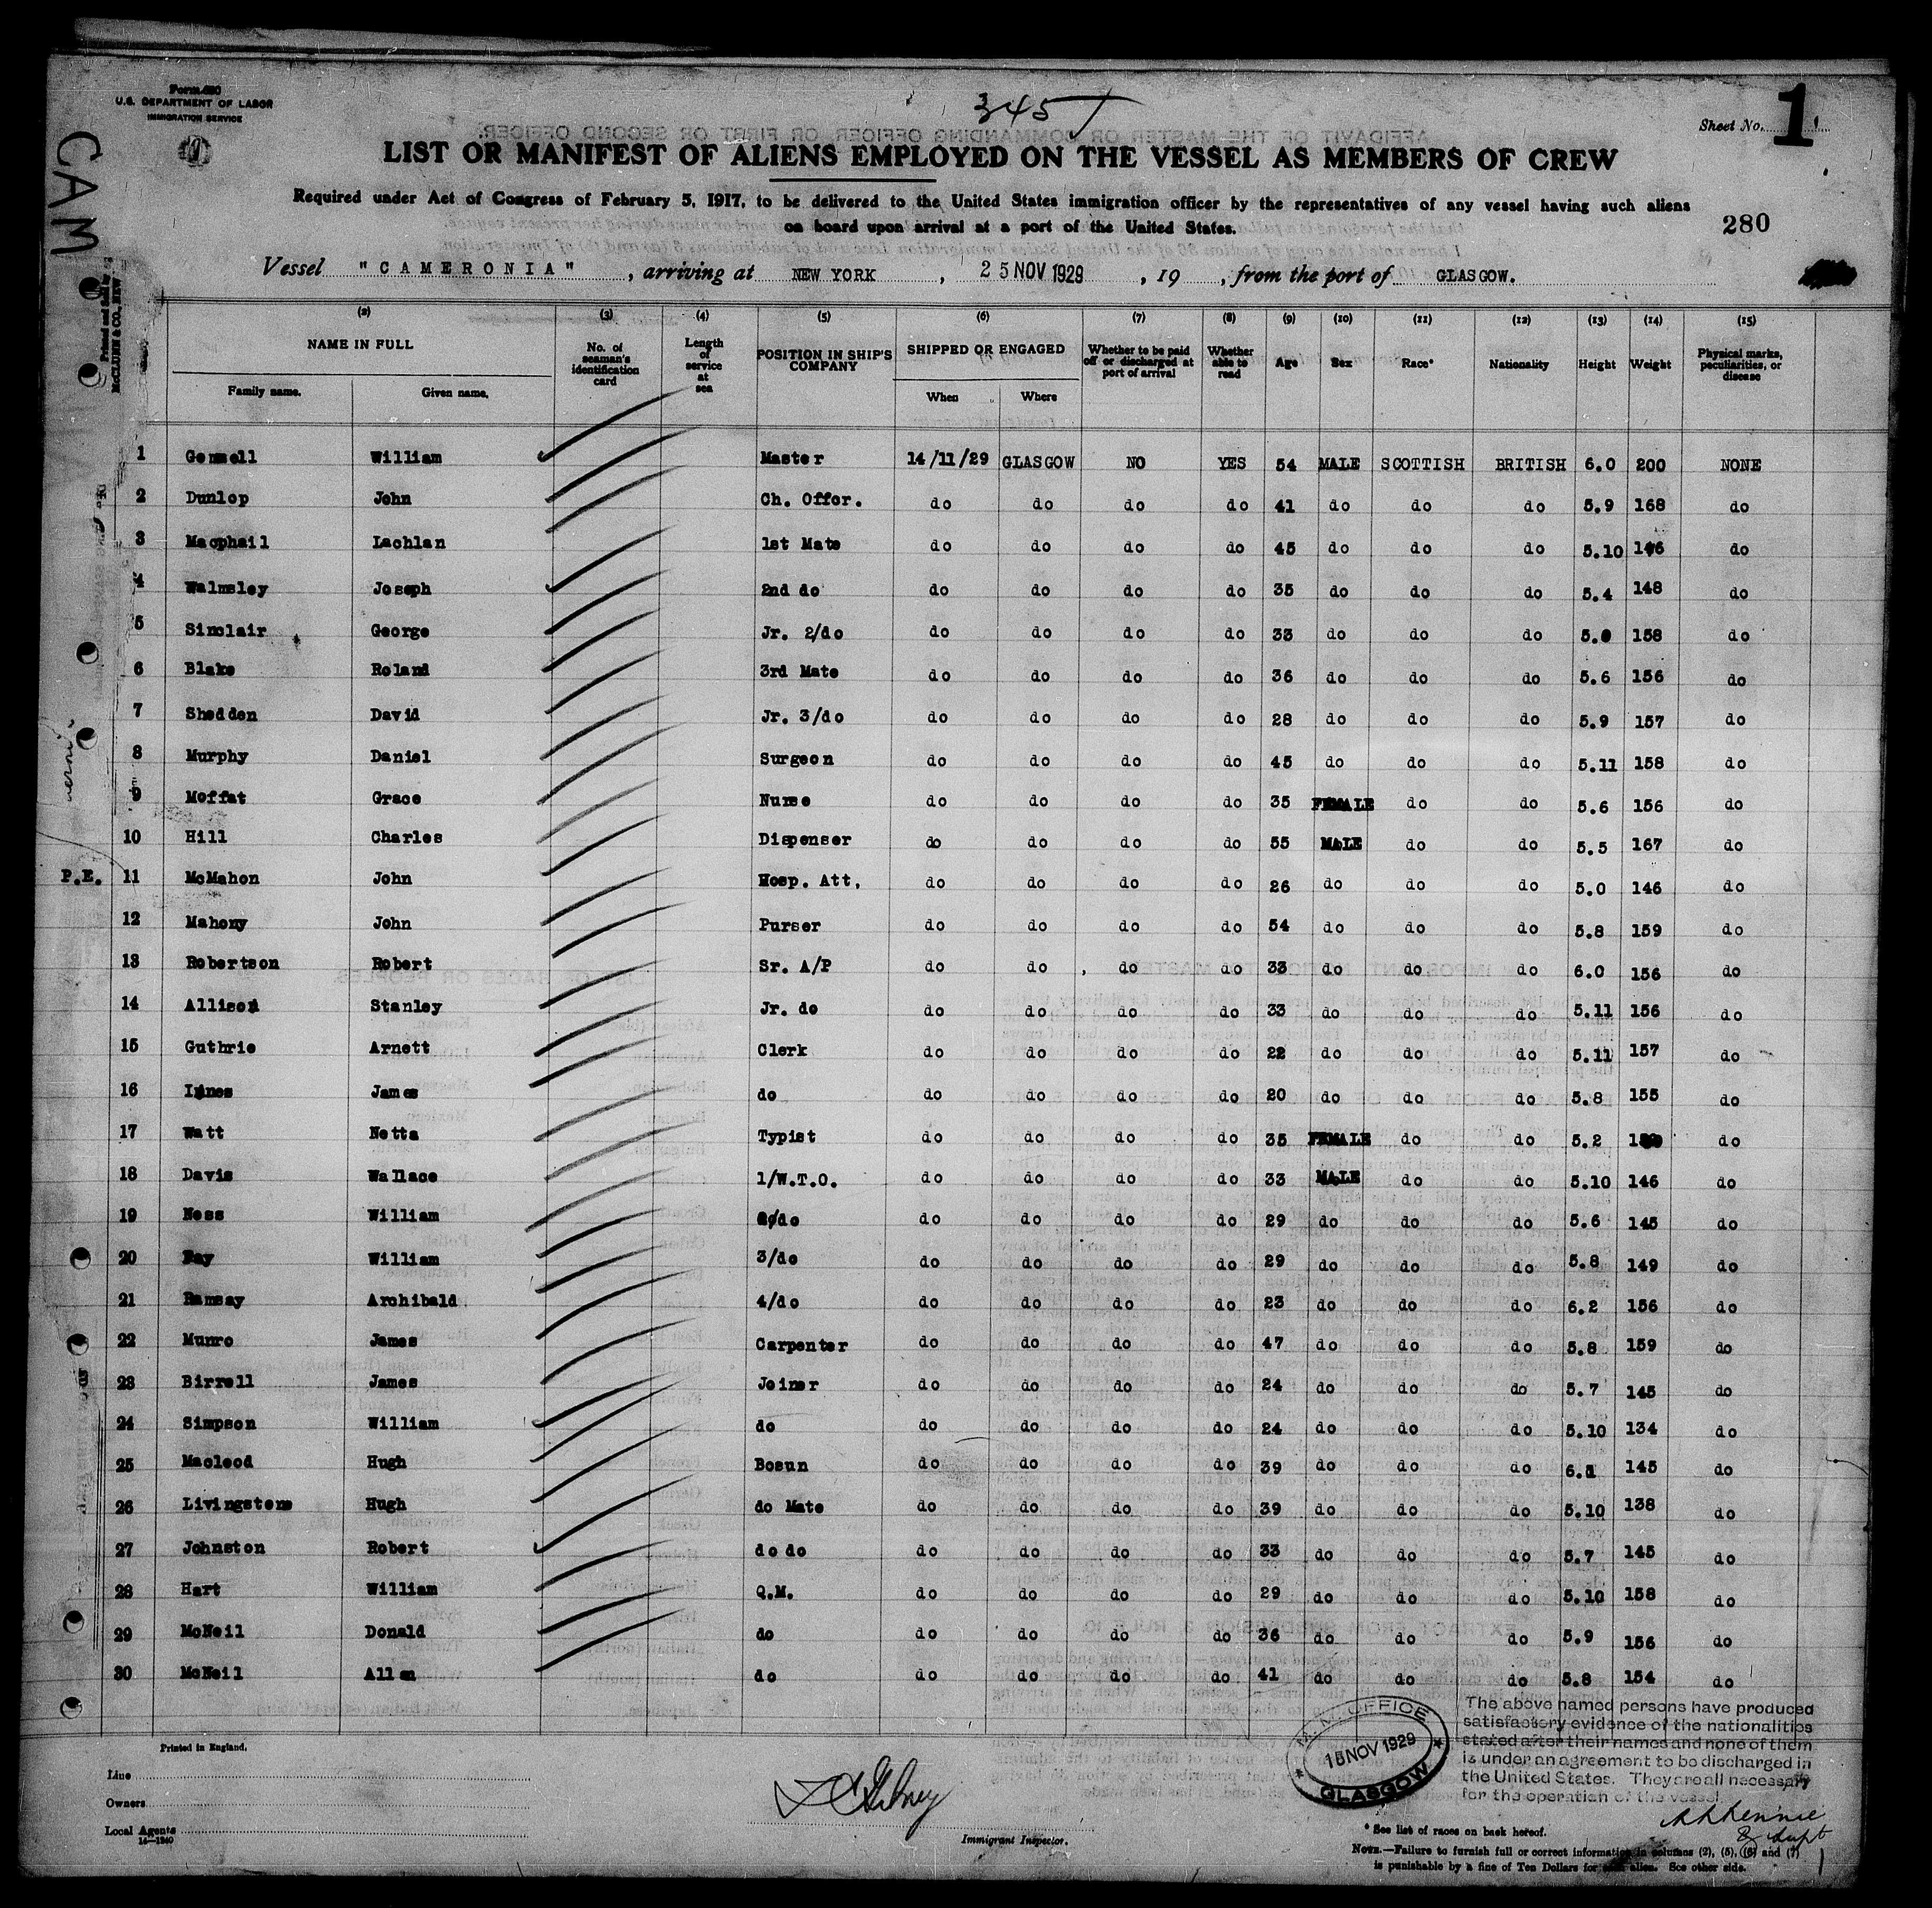 Form 680
U.S. DEPARTMENT OF LABOR
IMMIGRATION SERVICE
345
Sheet No. 1
CAM
LIST OR MANIFEST OF ALIENS EMPLOYED ON THE VESSEL AS MEMBERS OF CREW
Required under Act of Congress of February 5, 1917, to be delivered to the United States immigration officer by the representatives of any vessel having such aliens
on board upon arrival at a port of the United States.
280
Vessel "CAMERONIA", arriving at NEW YORK, 25 NOV 1929, 19 , from the port of GLASGOW.
(2) (3) (4) (5) (6) (7) (8) (9) (10) (11) (12) (13) (14) (15)
NAME IN FULL No. of seaman's identification card Length of service at sea POSITION IN SHIP'S COMPANY SHIPPED OR ENGAGED Whether to be paid off or discharged at port of arrival Whether able to read Age Sex Race* Nationality Height Weight Physical marks, peculiarities, or disease
Family name. Given name. When Where
1 Gemmell William Master 14/11/29 GLASGOW NO YES 54 MALE SCOTTISH BRITISH 6.0 200 NONE
2 Dunlop John Ch. Offcr. do do do do 41 do do do 5.9 168 do
3 Macphail Lachlan 1st Mate do do do do 45 do do do 5.10 146 do
4 Walmsley Joseph 2nd do do do do do 35 do do do 5.4 148 do
5 Sinclair George Jr. 2/do do do do do 33 do do do 158 do
6 Blake Roland 3rd Mate do do do do 36 do do do 5.6 156 do
7 Shedden David Jr. 3/do do do do do 28 do do do 5.9 157 do
8 Murphy Daniel Surgeon do do do do 45 do do do 5.11 158 do
9 Moffat Grace Nurse do do do do 35 FEMALE do do 5.6 156 do
10 Hill Charles Dispenser do do do do 55 MALE do do 5.5 167 do
P.E. 11 McMahon John Hosp. Att. do do do do 26 do do do 5.0 146 do
12 Mahony John Purser do do do do 54 do do do 5.8 159 do
13 Robertson Robert Sr. A/P do do do do 33 do do do 6.0 156 do
14 Allison Stanley Jr. do do do do do 33 do do do 5.11 156 do
15 Guthrie Arnett Clerk do do do do 22 do do do 5.11 157 do
16 Innes James do do do do do 20 do do do 5.8 155 do
17 Watt Netta Typist do do do do 35 FEMALE do do 5.2 do
18 Davis Wallace 1/W.T.O. do do do do 33 MALE do do 5.10 146 do
19 Ness William 2/do do do do do 29 do do do 5.6 145 do
20 William 3/do do do do do 29 do do do 5.8 149 do
21 Ramsay Archibald 4/do do do do do 23 do do do 6.2 156 do
22 Munro James Carpenter do do do do 47 do do do 5.8 159 do
23 Birrell James Joiner do do do do 24 do do do 5.7 145 do
24 Simpson William do do do do do 24 do do do 5.10 134 do
25 Macleod Hugh Bosun do do do do 39 do do do 6.1 145 do
26 Livingstone Hugh do Mate do do do do 39 do do do 5.10 138 do
27 Johnston Robert do do do do do do 33 do do do 5.7 145 do
28 Hart William Q.M. do do do do 29 do do do 5.10 158 do
29 McNeil Donald do do do do do 36 do do do 5.9 156 do
30 McNeil Allan do do do do do 41 do do do 5.8 154 do
Printed in England.
Line
Owners
Local Agents
14—1240
Immigrant Inspector.
M.M. OFFICE
15 NOV 1929
GLASGOW
The above named persons have produced
satisfactory evidence of the nationalities
stated after their names and none of them
is under an agreement to be discharged in
the United States. They are all necessary
for the operation of the vessel
* See list of races on back hereof.
NOTE.—Failure to furnish full or correct information in columns (2), (5), (6) and (7)
is punishable by a fine of Ten Dollars for each alien. See other side.